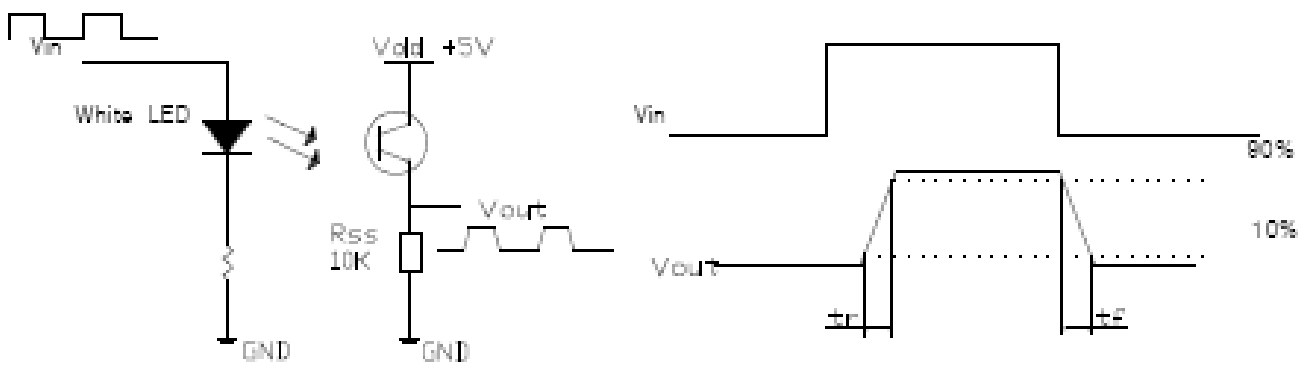 Vin
Vdd +5V
White LED
Vout
Rss
10K
GND
GND
Vin
90%
10%
Vout
tr
tf